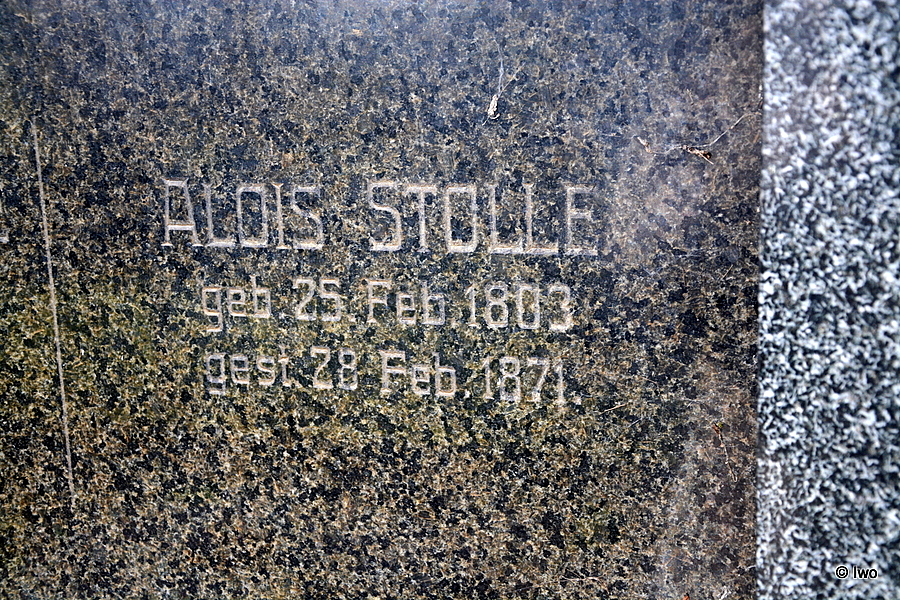 ALOIS STOLLE
geb. 25. Feb. 1803
gest. 28 Feb. 1871.
© Iwo